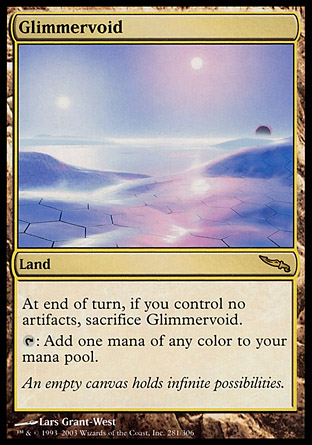 Glimmervoid
Land
At end of turn, if you control no
artifacts, sacrifice Glimmervoid.
: Add one mana of any color to your
mana pool.
An empty canvas holds infinite possibilities.
Lars Grant-West
™ & © 1993-2003 Wizards of the Coast, Inc. 281/306